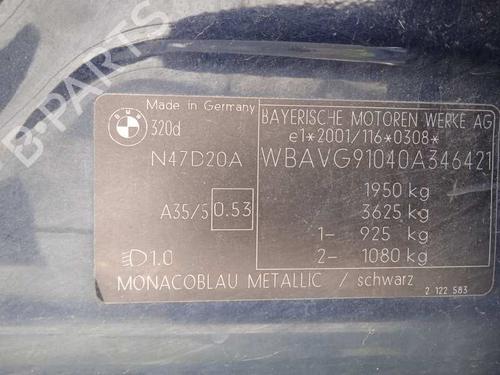 B-PARTS
BMW
Made in Germany
320d
N47D20A
A35/5 0.53
1.0
MONACOBLAU METALLIC / schwarz
BAYERISCHE MOTOREN WERKE AG
e1*2001/116*0308*
WBAVG91040A346421
1950 kg
3625 kg
1- 925 kg
2- 1080 kg
2 122 583